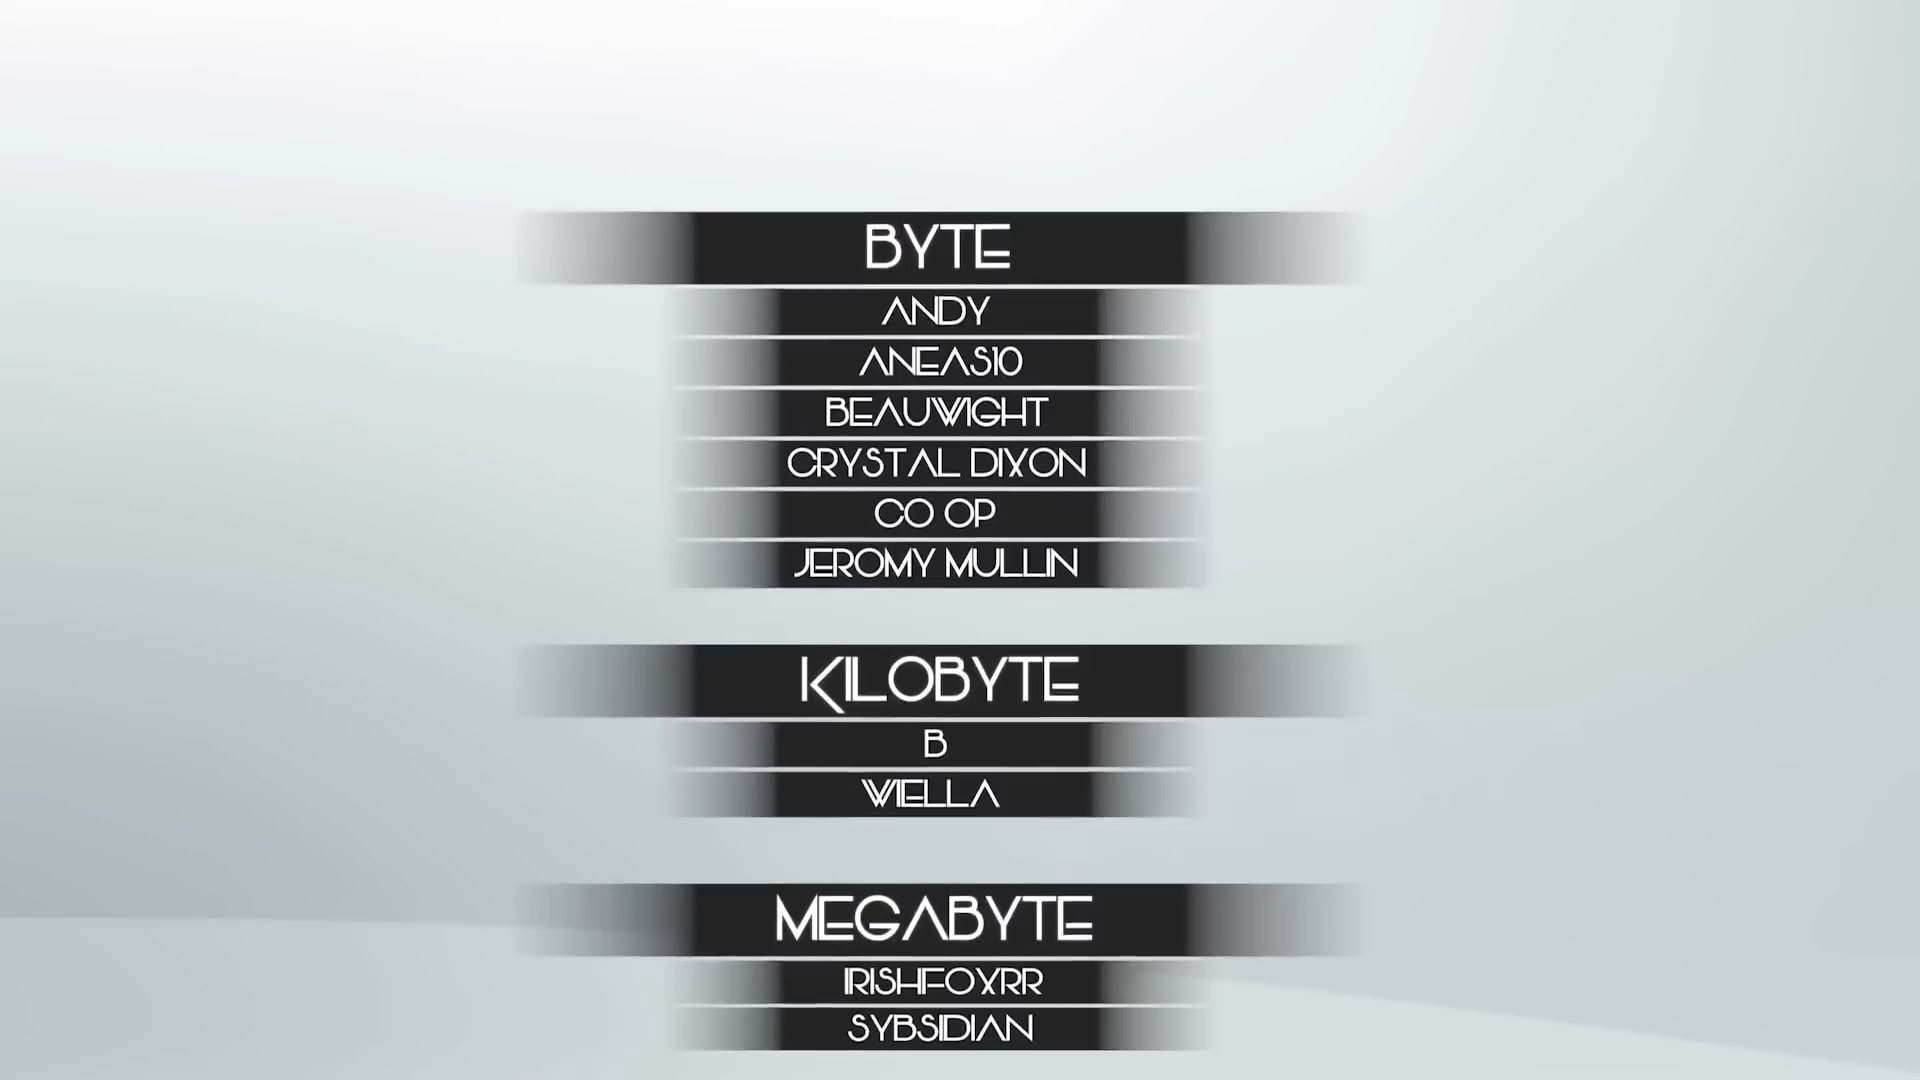 BYTE
ANDY
ANEAS10
BEAUWIGHT
CRYSTAL DIXON
CO OP
JEROMY MULLIN
KILOBYTE
B
WIELLA
MEGABYTE
IRISHFOXRR
SYBSIDIAN